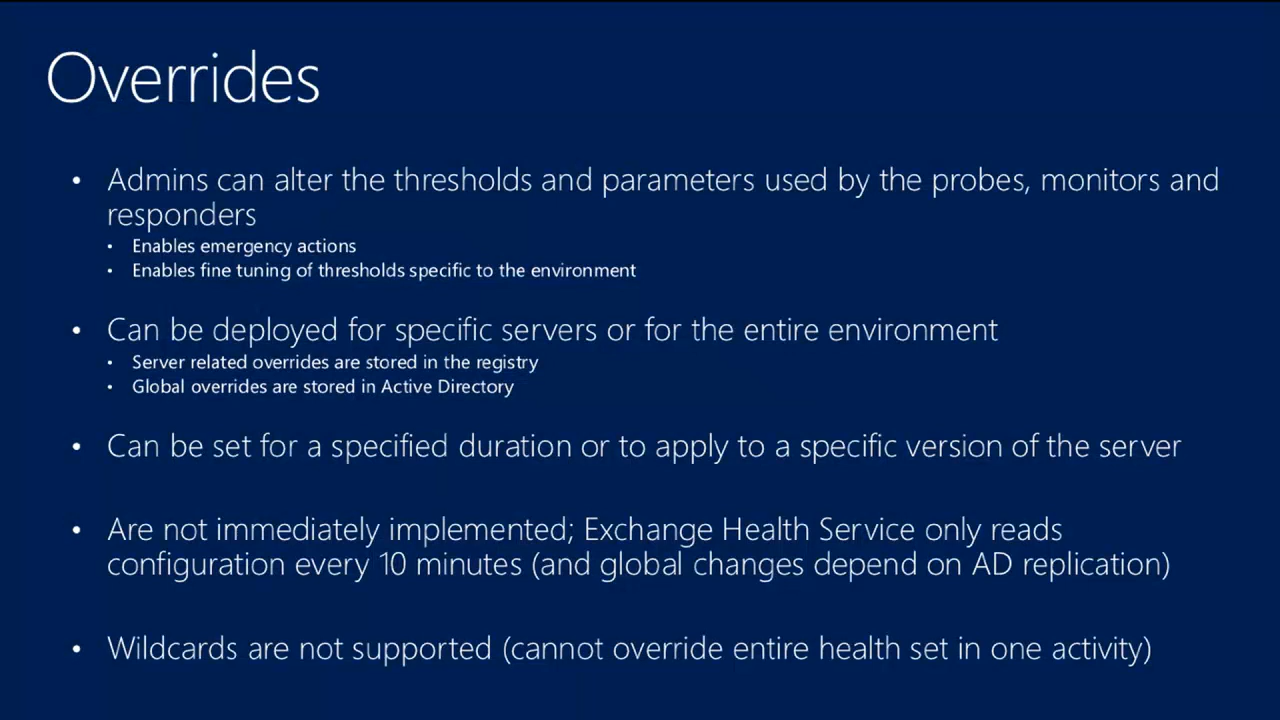 Overrides
• Admins can alter the thresholds and parameters used by the probes, monitors and
responders
• Enables emergency actions
• Enables fine tuning of thresholds specific to the environment
• Can be deployed for specific servers or for the entire environment
• Server related overrides are stored in the registry
• Global overrides are stored in Active Directory
• Can be set for a specified duration or to apply to a specific version of the server
• Are not immediately implemented; Exchange Health Service only reads
configuration every 10 minutes (and global changes depend on AD replication)
• Wildcards are not supported (cannot override entire health set in one activity)